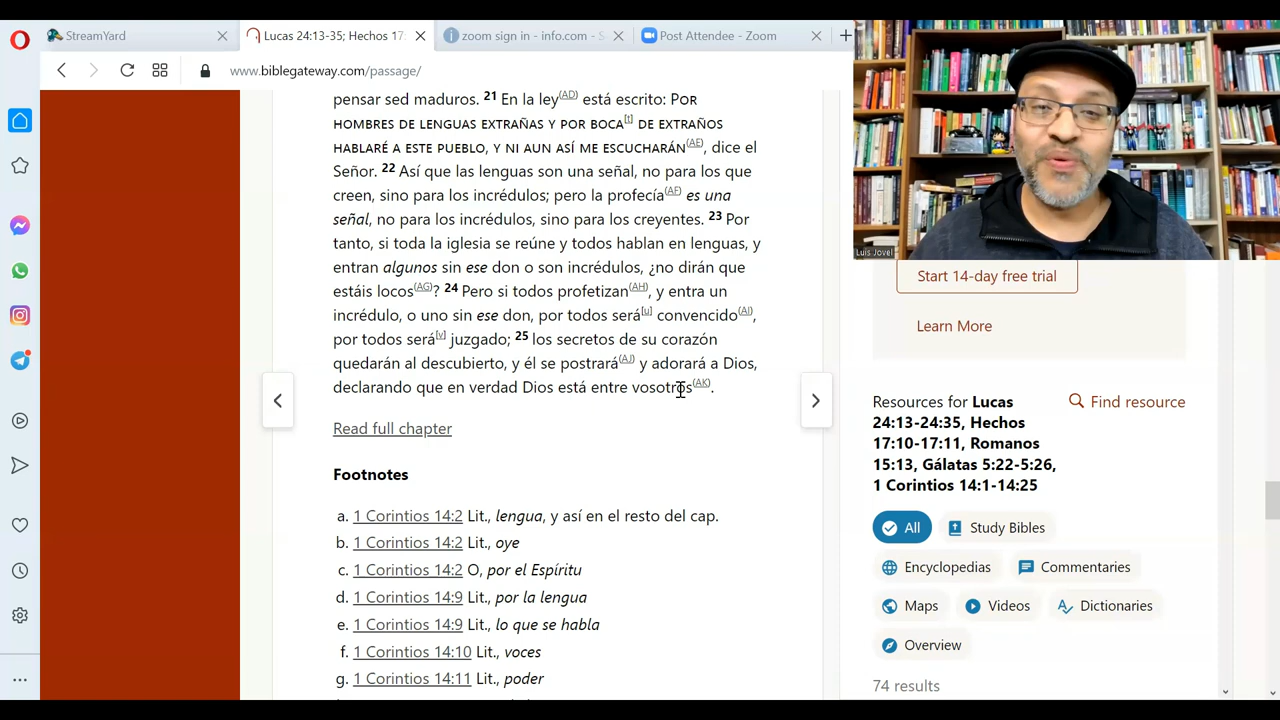 StreamYard
Lucas 24:13-35; Hechos 17:
zoom sign in - info.com - S
Post Attendee - Zoom
www.biblegateway.com/passage/
pensar sed maduros. 21 En la ley(AD) está escrito: Por
HOMBRES DE LENGUAS EXTRAÑAS Y POR BOCA[t] DE EXTRAÑOS
HABLARÉ A ESTE PUEBLO, Y NI AUN ASÍ ME ESCUCHARÁN(AE), dice el
Señor. 22 Así que las lenguas son una señal, no para los que
creen, sino para los incrédulos; pero la profecía(AF) es una
señal, no para los incrédulos, sino para los creyentes. 23 Por
tanto, si toda la iglesia se reúne y todos hablan en lenguas, y
entran algunos sin ese don o son incrédulos, ¿no dirán que
estáis locos(AG)? 24 Pero si todos profetizan(AH), y entra un
incrédulo, o uno sin ese don, por todos será[u] convencido(AI),
por todos será[v] juzgado; 25 los secretos de su corazón
quedarán al descubierto, y él se postrará(AJ) y adorará a Dios,
declarando que en verdad Dios está entre vosotros(AK).
Read full chapter
Footnotes
a. 1 Corintios 14:2 Lit., lengua, y así en el resto del cap.
b. 1 Corintios 14:2 Lit., oye
c. 1 Corintios 14:2 O, por el Espíritu
d. 1 Corintios 14:9 Lit., por la lengua
e. 1 Corintios 14:9 Lit., lo que se habla
f. 1 Corintios 14:10 Lit., voces
g. 1 Corintios 14:11 Lit., poder
Luis Jovel
Start 14-day free trial
Learn More
Resources for Lucas
24:13-24:35, Hechos
17:10-17:11, Romanos
15:13, Gálatas 5:22-5:26,
1 Corintios 14:1-14:25
Find resource
All
Study Bibles
Encyclopedias
Commentaries
Maps
Videos
Dictionaries
Overview
74 results